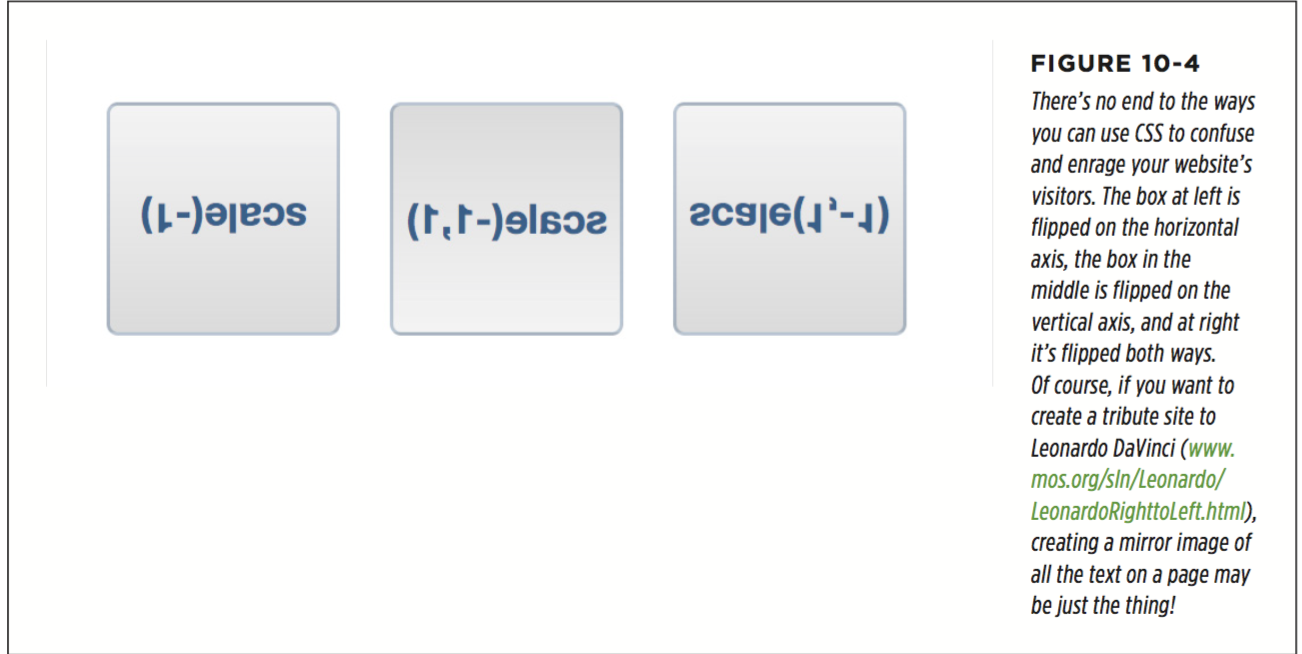 scale(-1)
scale(-1,1)
scale(1,-1)
FIGURE 10-4
There's no end to the ways
you can use CSS to confuse
and enrage your website's
visitors. The box at left is
flipped on the horizontal
axis, the box in the
middle is flipped on the
vertical axis, and at right
it's flipped both ways.
Of course, if you want to
create a tribute site to
Leonardo DaVinci (www.
mos.org/sln/Leonardo/
LeonardoRighttoLeft.html),
creating a mirror image of
all the text on a page may
be just the thing!